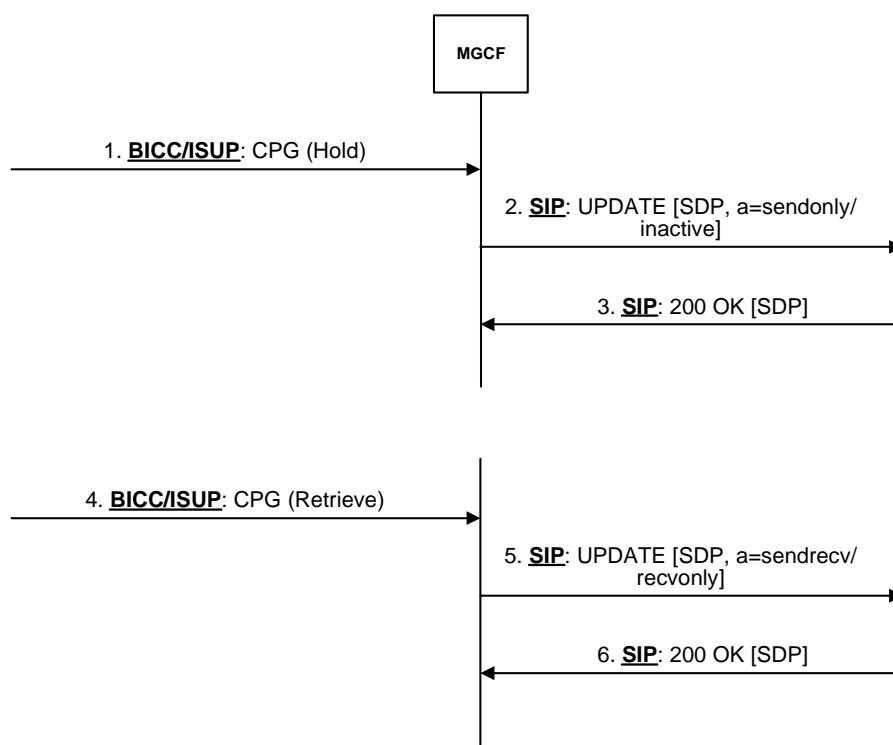 MGCF
1. BICC/ISUP: CPG (Hold)
2. SIP: UPDATE [SDP, a=sendonly/
inactive]
3. SIP: 200 OK [SDP]
4. BICC/ISUP: CPG (Retrieve)
5. SIP: UPDATE [SDP, a=sendrecv/
recvonly]
6. SIP: 200 OK [SDP]